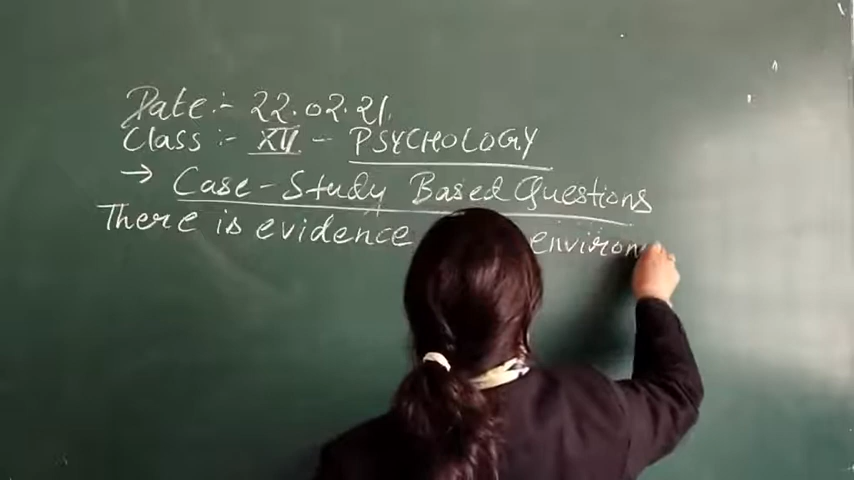 Date :- 22.02.21.
Class :- XII - PSYCHOLOGY
→ Case-Study Based Questions
There is evidence environ